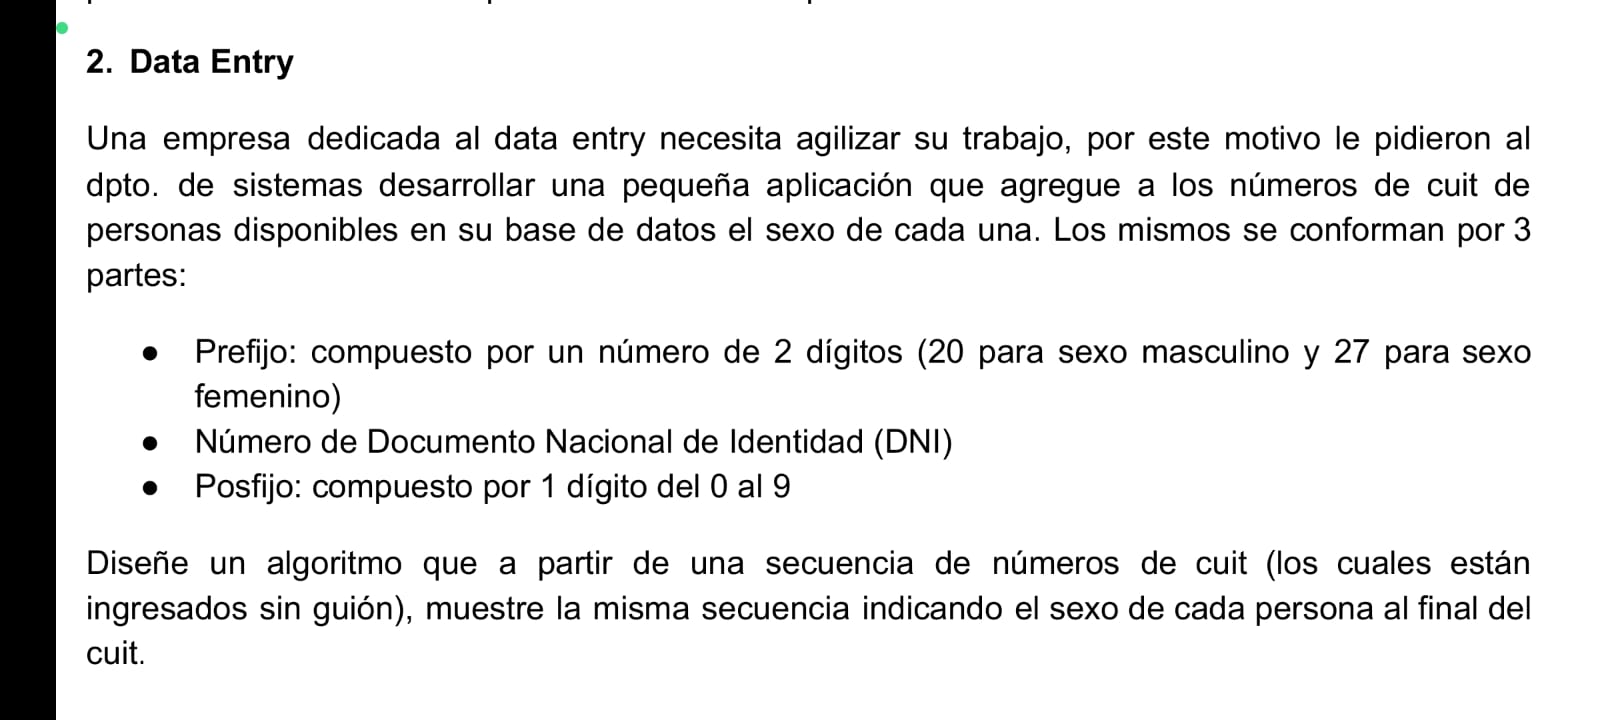 2. Data Entry
Una empresa dedicada al data entry necesita agilizar su trabajo, por este motivo le pidieron al
dpto. de sistemas desarrollar una pequeña aplicación que agregue a los números de cuit de
personas disponibles en su base de datos el sexo de cada una. Los mismos se conforman por 3
partes:
● Prefijo: compuesto por un número de 2 dígitos (20 para sexo masculino y 27 para sexo
femenino)
● Número de Documento Nacional de Identidad (DNI)
● Posfijo: compuesto por 1 dígito del 0 al 9
Diseñe un algoritmo que a partir de una secuencia de números de cuit (los cuales están
ingresados sin guión), muestre la misma secuencia indicando el sexo de cada persona al final del
cuit.